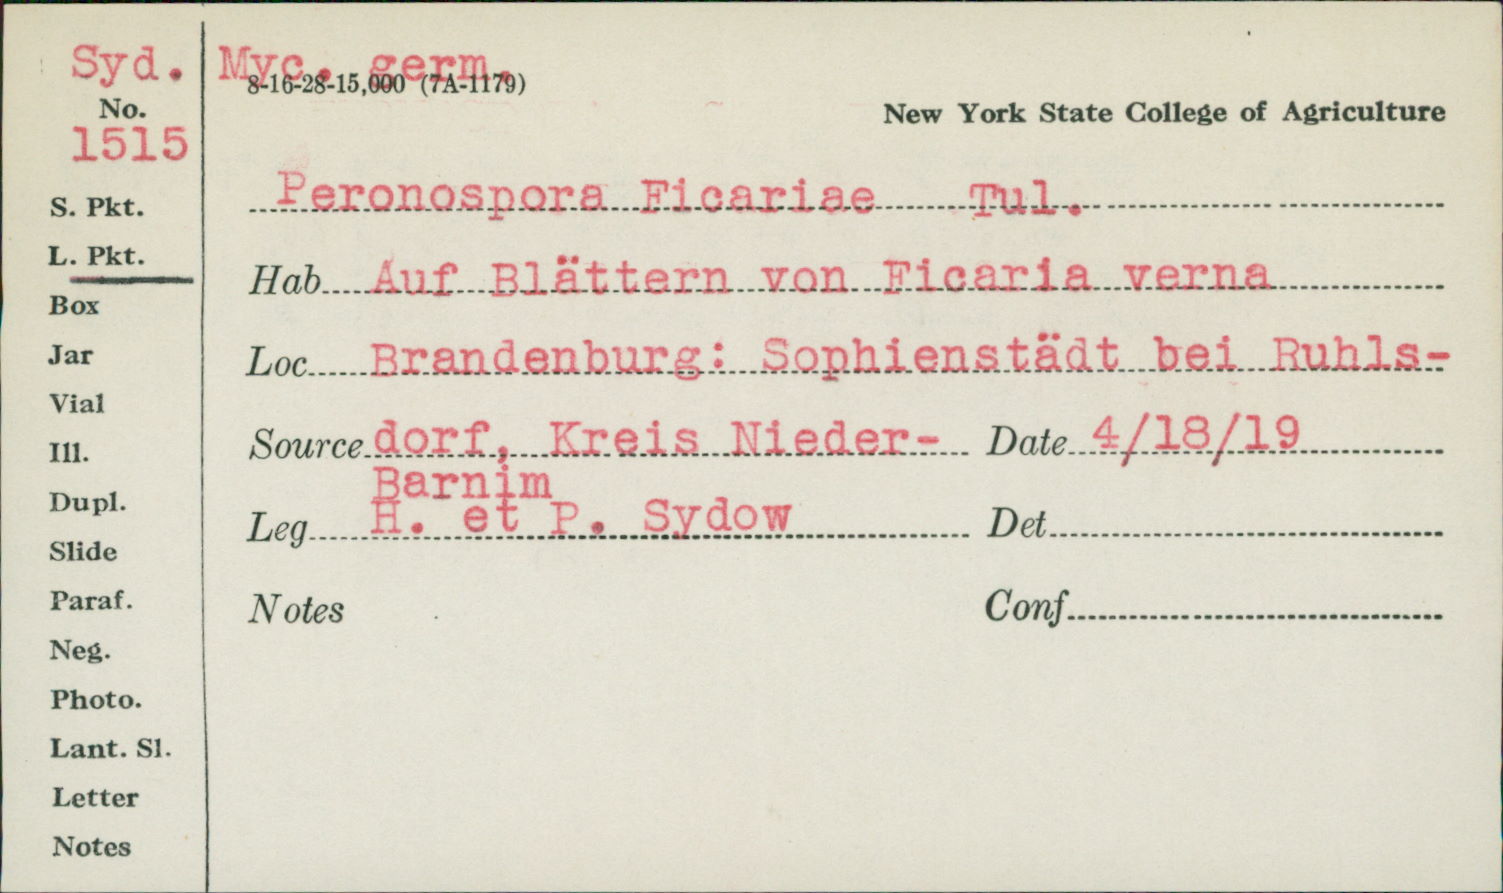 Syd. Myc. germ.
8-16-28-15,000 (7A-1179)
No.
New York State College of Agriculture
1515
Peronospora Ficariae Tul.
S. Pkt.
L. Pkt.
Hab. Auf Blättern von Ficaria verna
Box
Jar
Loc. Brandenburg: Sophienstädt bei Ruhls-
Vial
Ill.
Source dorf, Kreis Nieder- Date 4/18/19
Barnim
Dupl.
Leg. H. et P. Sydow Det.
Slide
Paraf.
Notes Conf.
Neg.
Photo.
Lant. Sl.
Letter
Notes